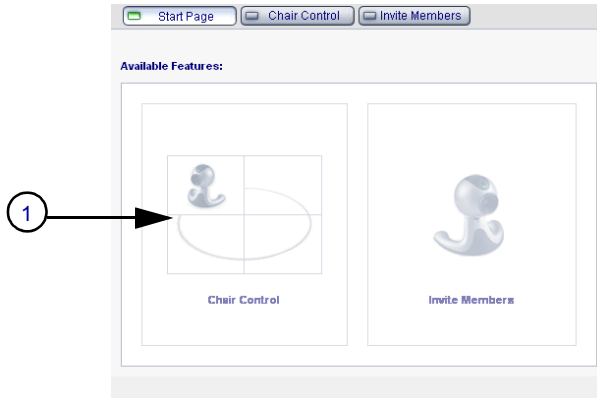 Start Page Chair Control Invite Members
Available Features:
1
Chair Control Invite Members